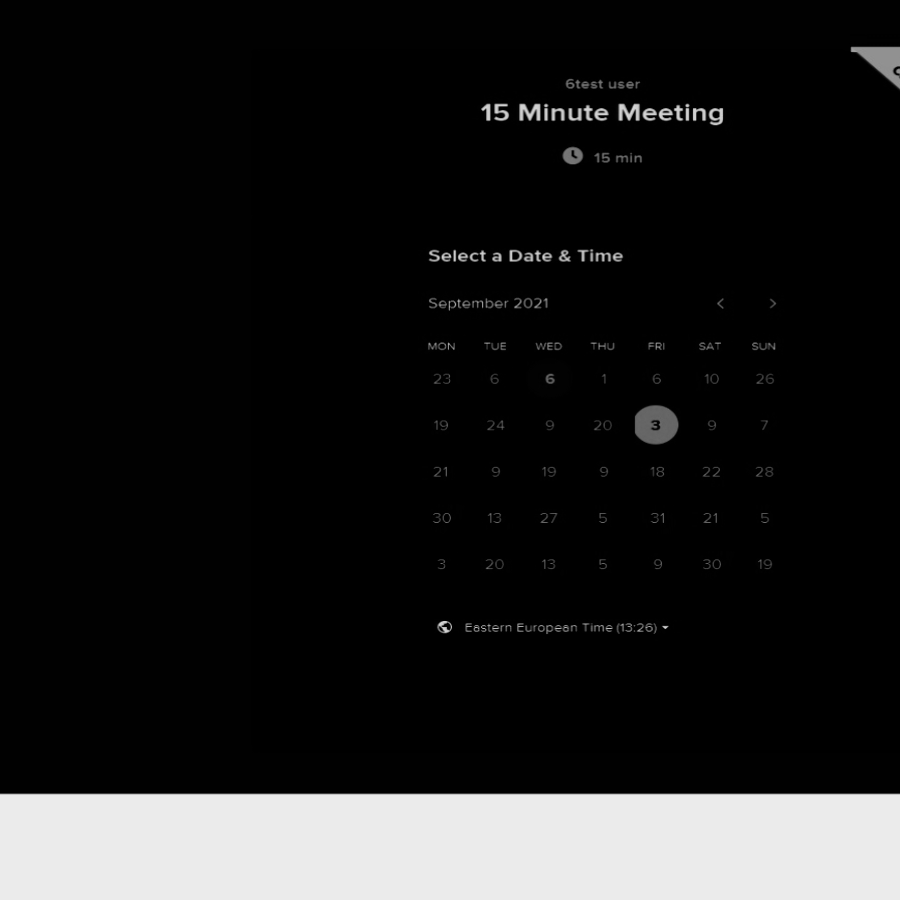 6test user
15 Minute Meeting
15 min
Select a Date & Time
September 2021
MON TUE WED THU FRI SAT SUN
23 6 6 1 6 10 26
19 24 9 20 3 9 7
21 9 19 9 18 22 28
30 13 27 5 31 21 5
3 20 13 5 9 30 19
Eastern European Time (13:26)